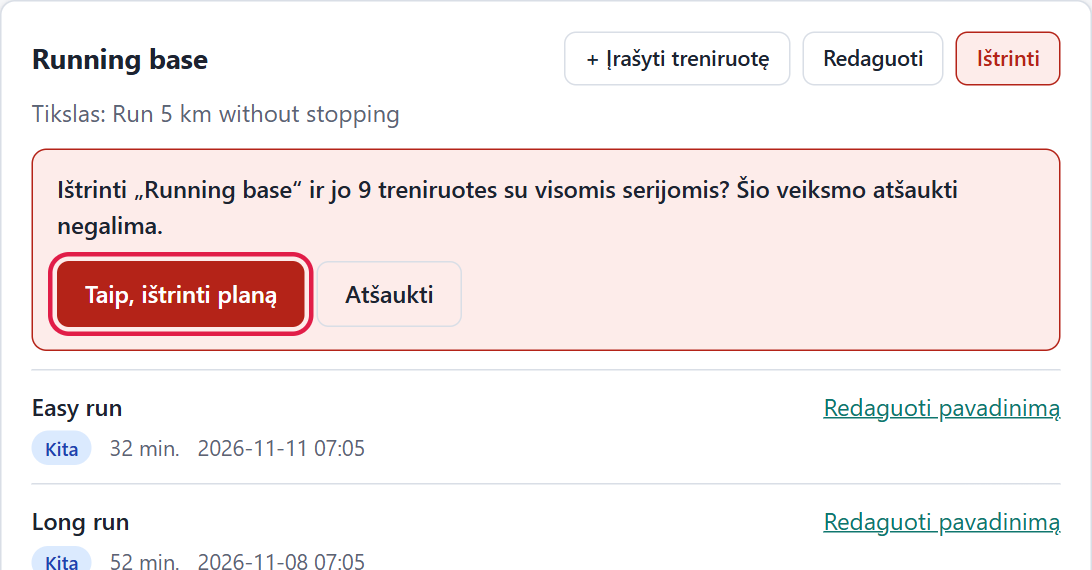 Running base
+ Įrašyti treniruotę
Redaguoti
Ištrinti
Tikslas: Run 5 km without stopping
Ištrinti „Running base“ ir jo 9 treniruotes su visomis serijomis? Šio veiksmo atšaukti
negalima.
Taip, ištrinti planą
Atšaukti
Easy run
Redaguoti pavadinimą
Kita
32 min.
2026-11-11 07:05
Long run
Redaguoti pavadinimą
Kita
52 min.
2026-11-08 07:05